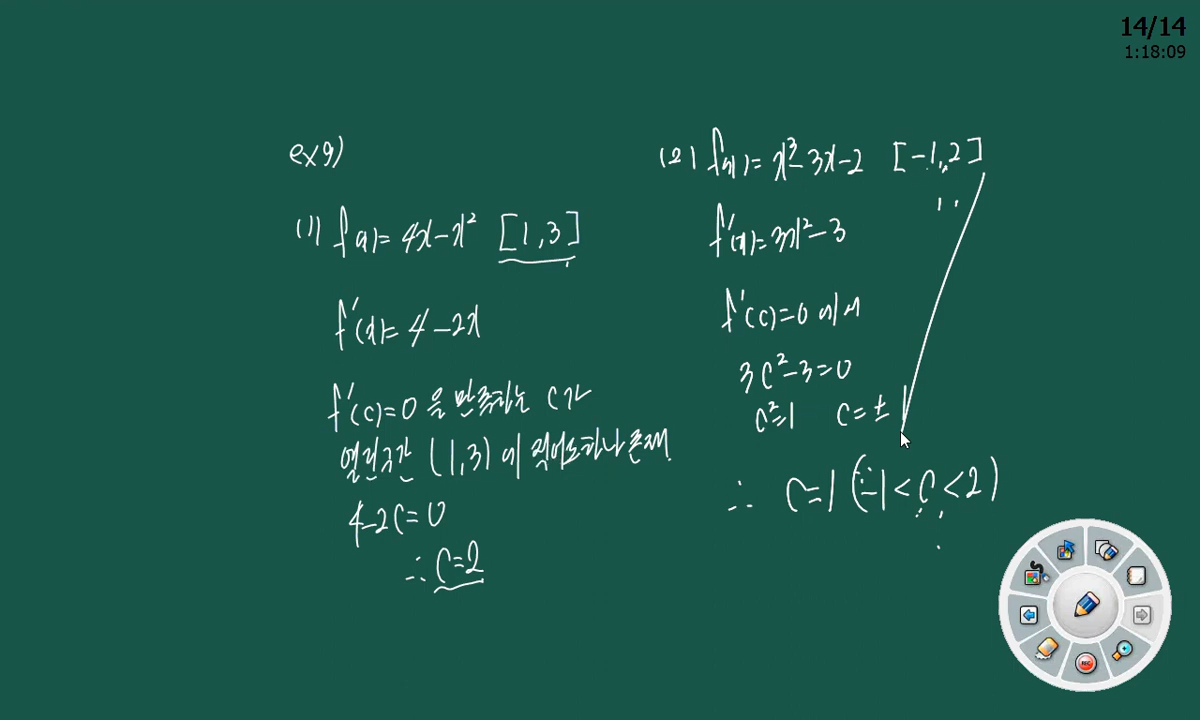 14/14
1:18:09
ex9)
(1) f(x)=4x-x² [1,3]
f'(x)=4-2x
f'(c)=0 을 만족하는 c가
열린구간 (1,3)에 적어도하나존재.
4-2c=0
∴ c=2
(2) f(x)=x³-3x-2 [-1,2]
f'(x)=3x²-3
f'(c)=0 에서
3c²-3=0
c²=1 c=±1
∴ c=1 (∵-1<c<2)
REC